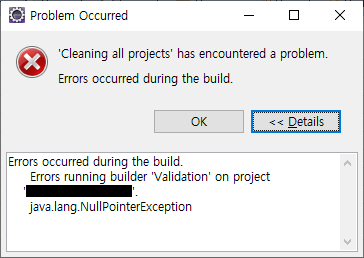 Problem Occurred
'Cleaning all projects' has encountered a problem.
Errors occurred during the build.
OK
<< Details
Errors occurred during the build.
Errors running builder 'Validation' on project
' '.
java.lang.NullPointerException